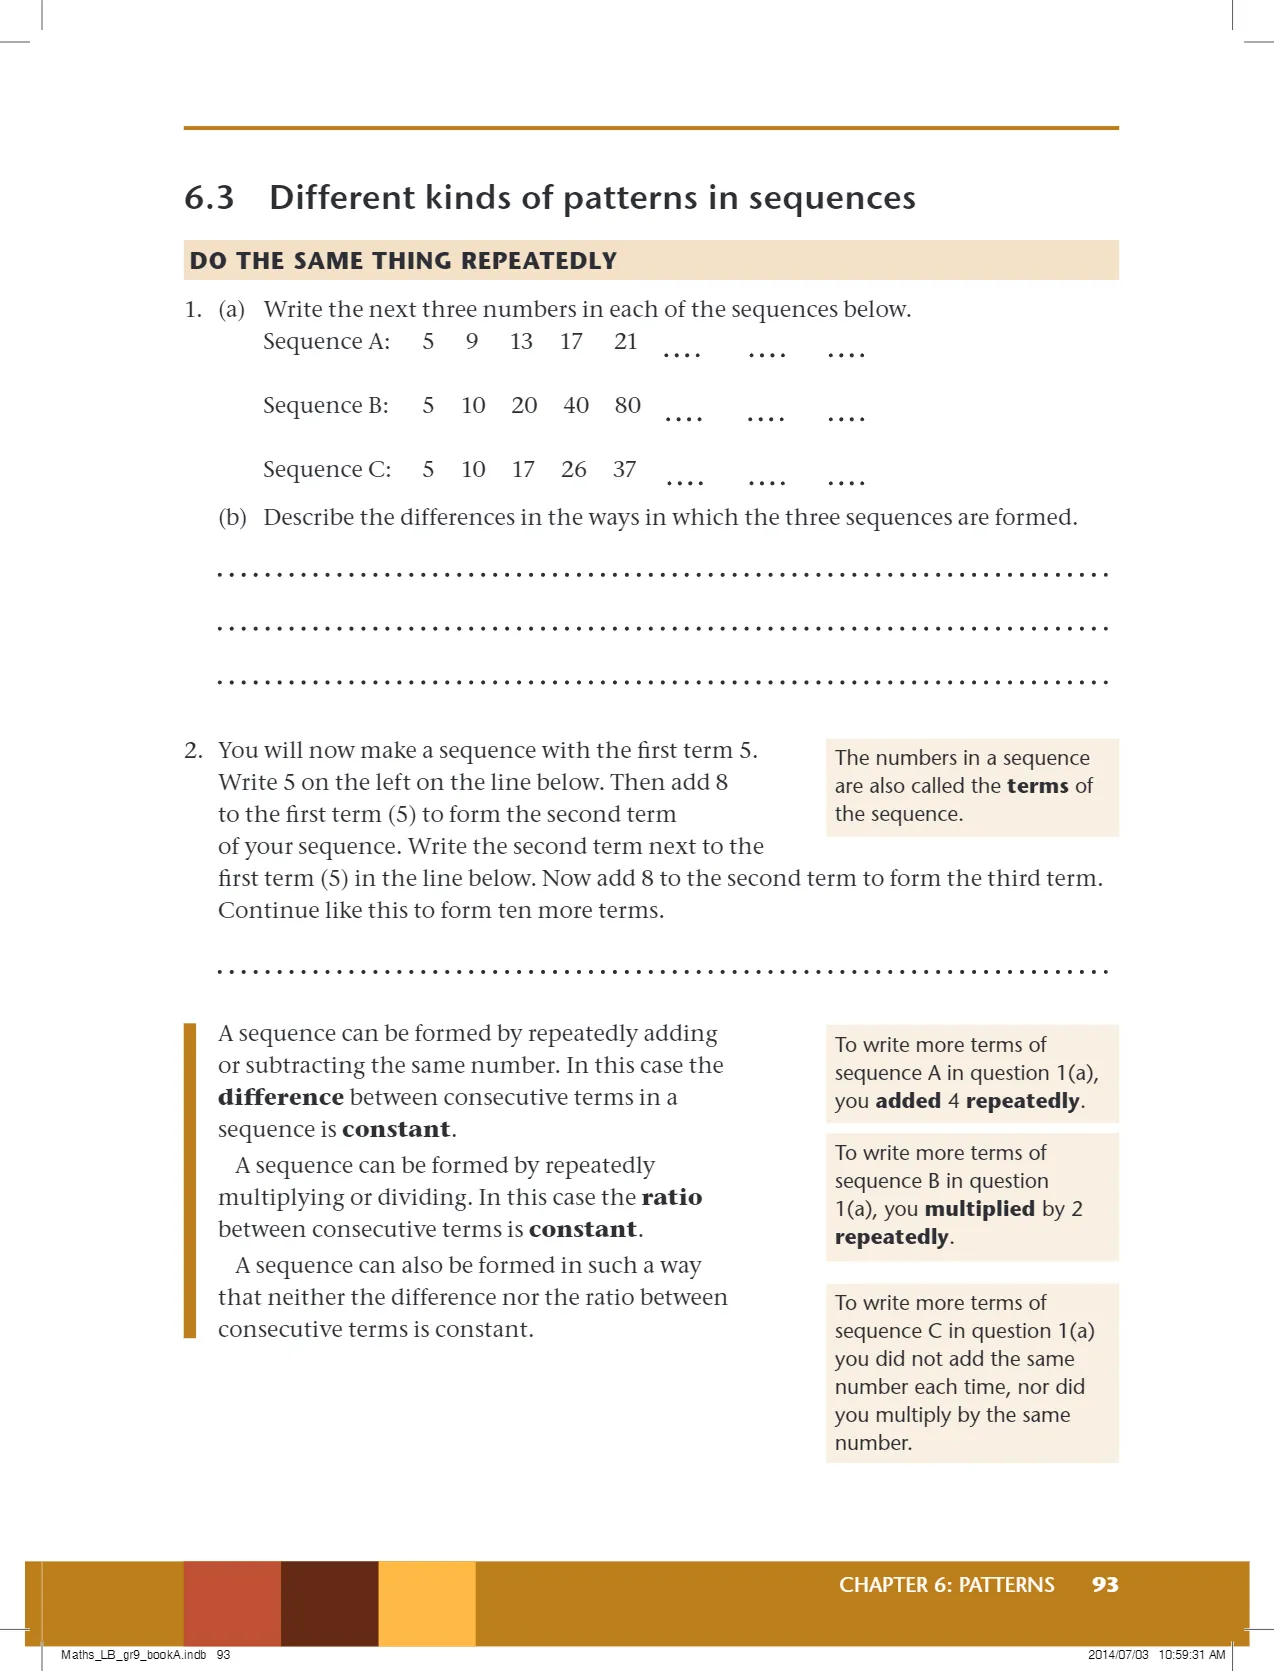 6.3 Different kinds of patterns in sequences
DO THE SAME THING REPEATEDLY
1. (a) Write the next three numbers in each of the sequences below.
Sequence A: 5 9 13 17 21 .... .... ....
Sequence B: 5 10 20 40 80 .... .... ....
Sequence C: 5 10 17 26 37 .... .... ....
(b) Describe the differences in the ways in which the three sequences are formed.
2. You will now make a sequence with the first term 5.
Write 5 on the left on the line below. Then add 8
to the first term (5) to form the second term
of your sequence. Write the second term next to the
first term (5) in the line below. Now add 8 to the second term to form the third term.
Continue like this to form ten more terms.
The numbers in a sequence
are also called the terms of
the sequence.
A sequence can be formed by repeatedly adding
or subtracting the same number. In this case the
difference between consecutive terms in a
sequence is constant.
A sequence can be formed by repeatedly
multiplying or dividing. In this case the ratio
between consecutive terms is constant.
A sequence can also be formed in such a way
that neither the difference nor the ratio between
consecutive terms is constant.
To write more terms of
sequence A in question 1(a),
you added 4 repeatedly.
To write more terms of
sequence B in question
1(a), you multiplied by 2
repeatedly.
To write more terms of
sequence C in question 1(a)
you did not add the same
number each time, nor did
you multiply by the same
number.
CHAPTER 6: PATTERNS 93
Maths_LB_gr9_bookA.indb 93
2014/07/03 10:59:31 AM